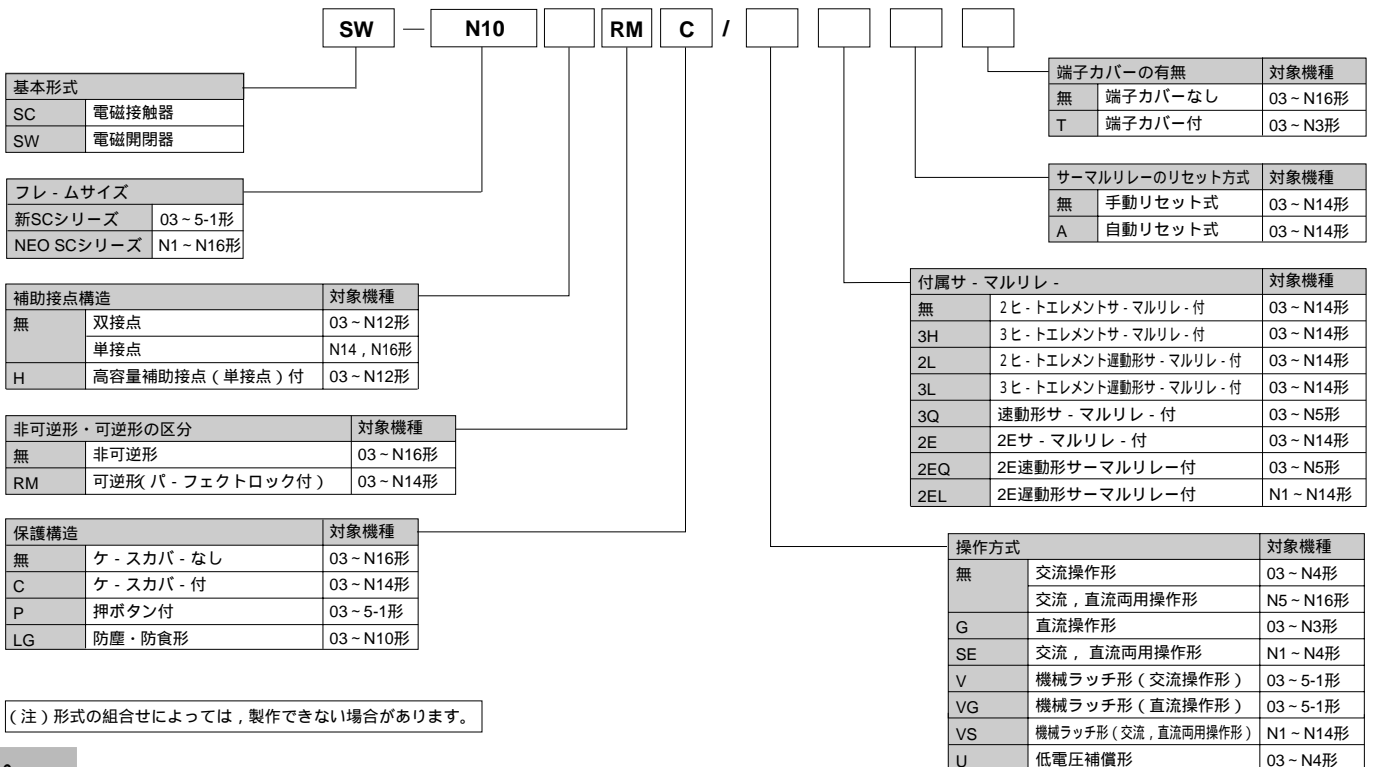 SW — N10 RM C /
基本形式
SC 電磁接触器
SW 電磁開閉器
フレ-ムサイズ
新SCシリーズ 03~5-1形
NEO SCシリーズ N1~N16形
補助接点構造 対象機種
無 双接点 03~N12形
単接点 N14,N16形
H 高容量補助接点(単接点)付 03~N12形
非可逆形・可逆形の区分 対象機種
無 非可逆形 03~N16形
RM 可逆形(パ-フェクトロック付) 03~N14形
保護構造 対象機種
無 ケ-スカバ-なし 03~N16形
C ケ-スカバ-付 03~N14形
P 押ボタン付 03~5-1形
LG 防塵・防食形 03~N10形
(注)形式の組合せによっては,製作できない場合があります。
端子カバーの有無 対象機種
無 端子カバーなし 03~N16形
T 端子カバー付 03~N3形
サーマルリレーのリセット方式 対象機種
無 手動リセット式 03~N14形
A 自動リセット式 03~N14形
付属サ-マルリレ- 対象機種
無 2ヒ-トエレメントサ-マルリレ-付 03~N14形
3H 3ヒ-トエレメントサ-マルリレ-付 03~N14形
2L 2ヒ-トエレメント遅動形サ-マルリレ-付 03~N14形
3L 3ヒ-トエレメント遅動形サ-マルリレ-付 03~N14形
3Q 速動形サ-マルリレ-付 03~N5形
2E 2Eサ-マルリレ-付 03~N14形
2EQ 2E速動形サーマルリレー付 03~N5形
2EL 2E遅動形サーマルリレー付 N1~N14形
操作方式 対象機種
無 交流操作形 03~N4形
交流,直流両用操作形 N5~N16形
G 直流操作形 03~N3形
SE 交流,直流両用操作形 N1~N4形
V 機械ラッチ形(交流操作形) 03~5-1形
VG 機械ラッチ形(直流操作形) 03~5-1形
VS 機械ラッチ形(交流,直流両用操作形) N1~N14形
U 低電圧補償形 03~N4形